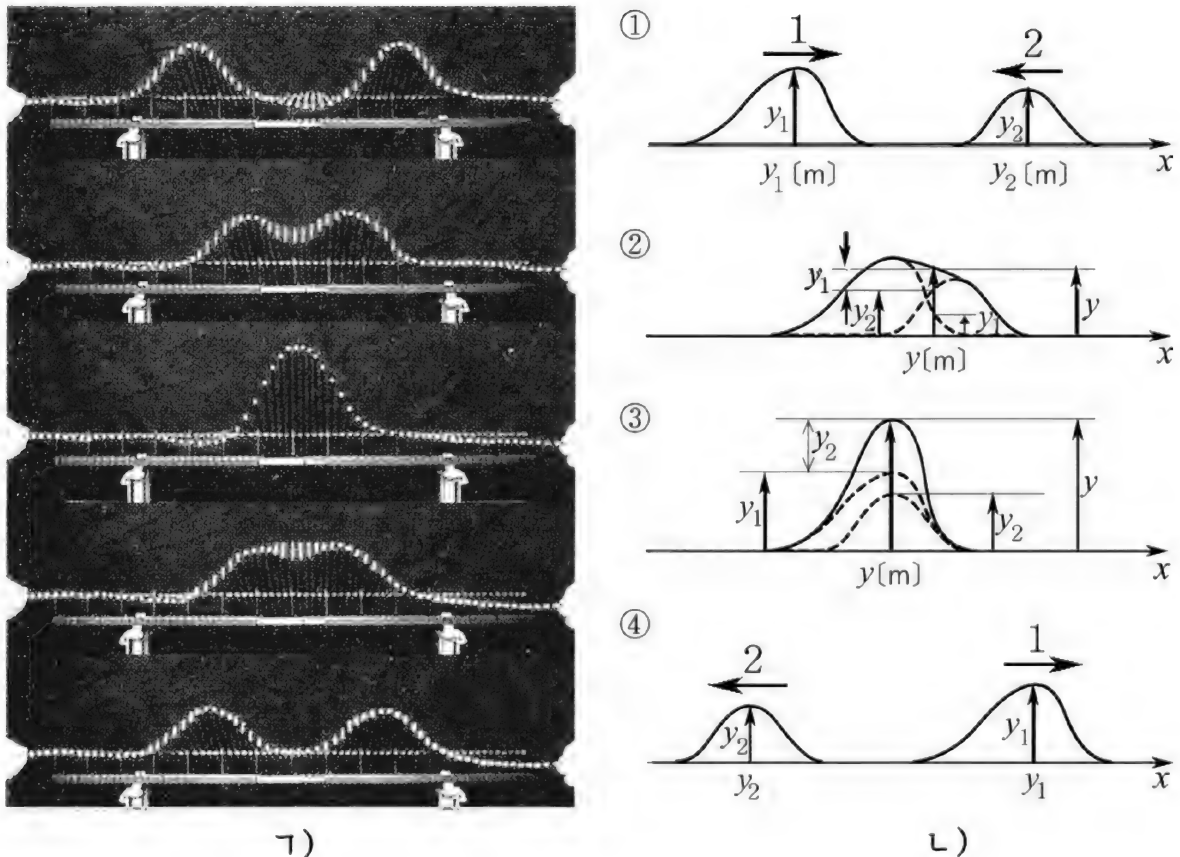 ①
1
2
y₁
y₂
x
y₁ [m]
y₂ [m]
②
y₁
y₂
y₁
y
x
y[m]
③
y₂
y₁
y₂
y
x
y[m]
④
2
1
y₂
y₁
x
y₂
y₁
ㄱ)
ㄴ)